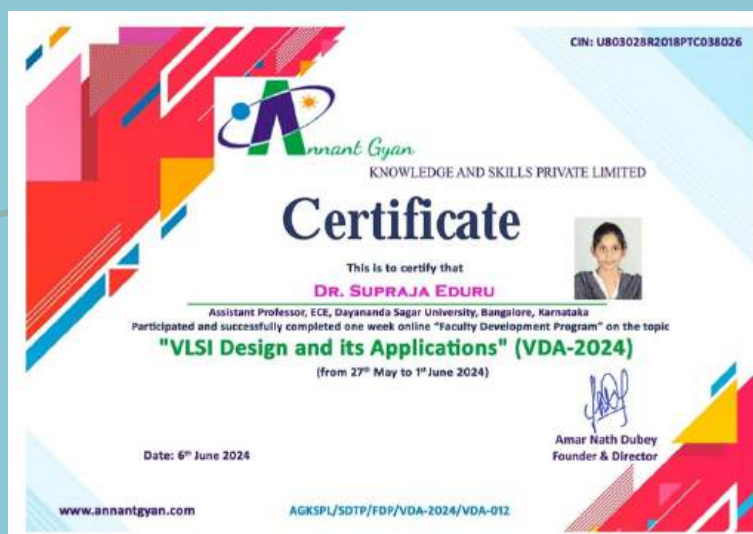 CIN: U80302BR2018PTC038026
Annant Gyan
KNOWLEDGE AND SKILLS PRIVATE LIMITED
Certificate
This is to certify that
DR. SUPRAJA EDURU
Assistant Professor, ECE, Dayananda Sagar University, Bangalore, Karnataka
Participated and successfully completed one week online "Faculty Development Program" on the topic
"VLSI Design and its Applications" (VDA-2024)
(from 27th May to 1st June 2024)
Amar Nath Dubey
Date: 6th June 2024
Founder & Director
www.annantgyan.com
AGKSPL/SDTP/FDP/VDA-2024/VDA-012